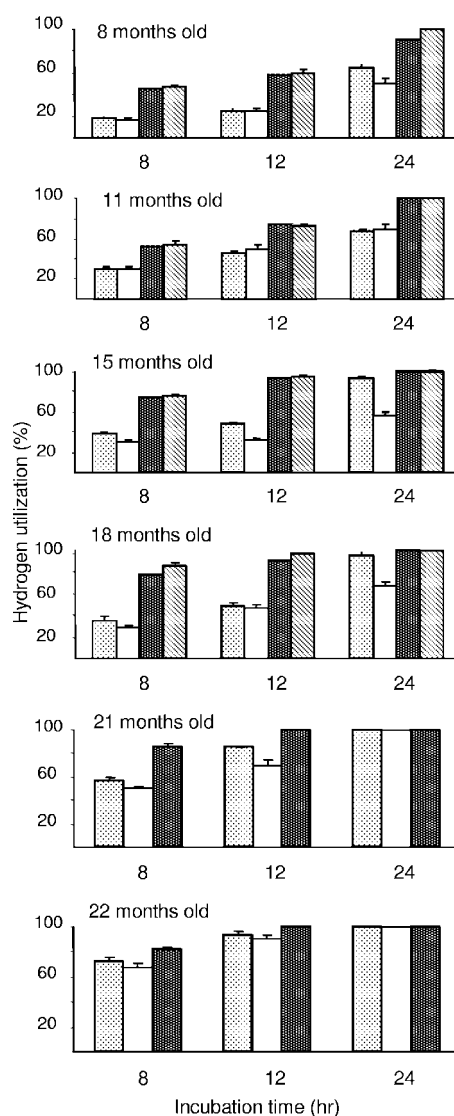 100
8 months old
60
20
8 12 24
100
11 months old
60
20
8 12 24
100
15 months old
60
20
8 12 24
100
18 months old
60
20
8 12 24
100
21 months old
60
20
8 12 24
100
22 months old
60
20
8 12 24
Hydrogen utilization (%)
Incubation time (hr)